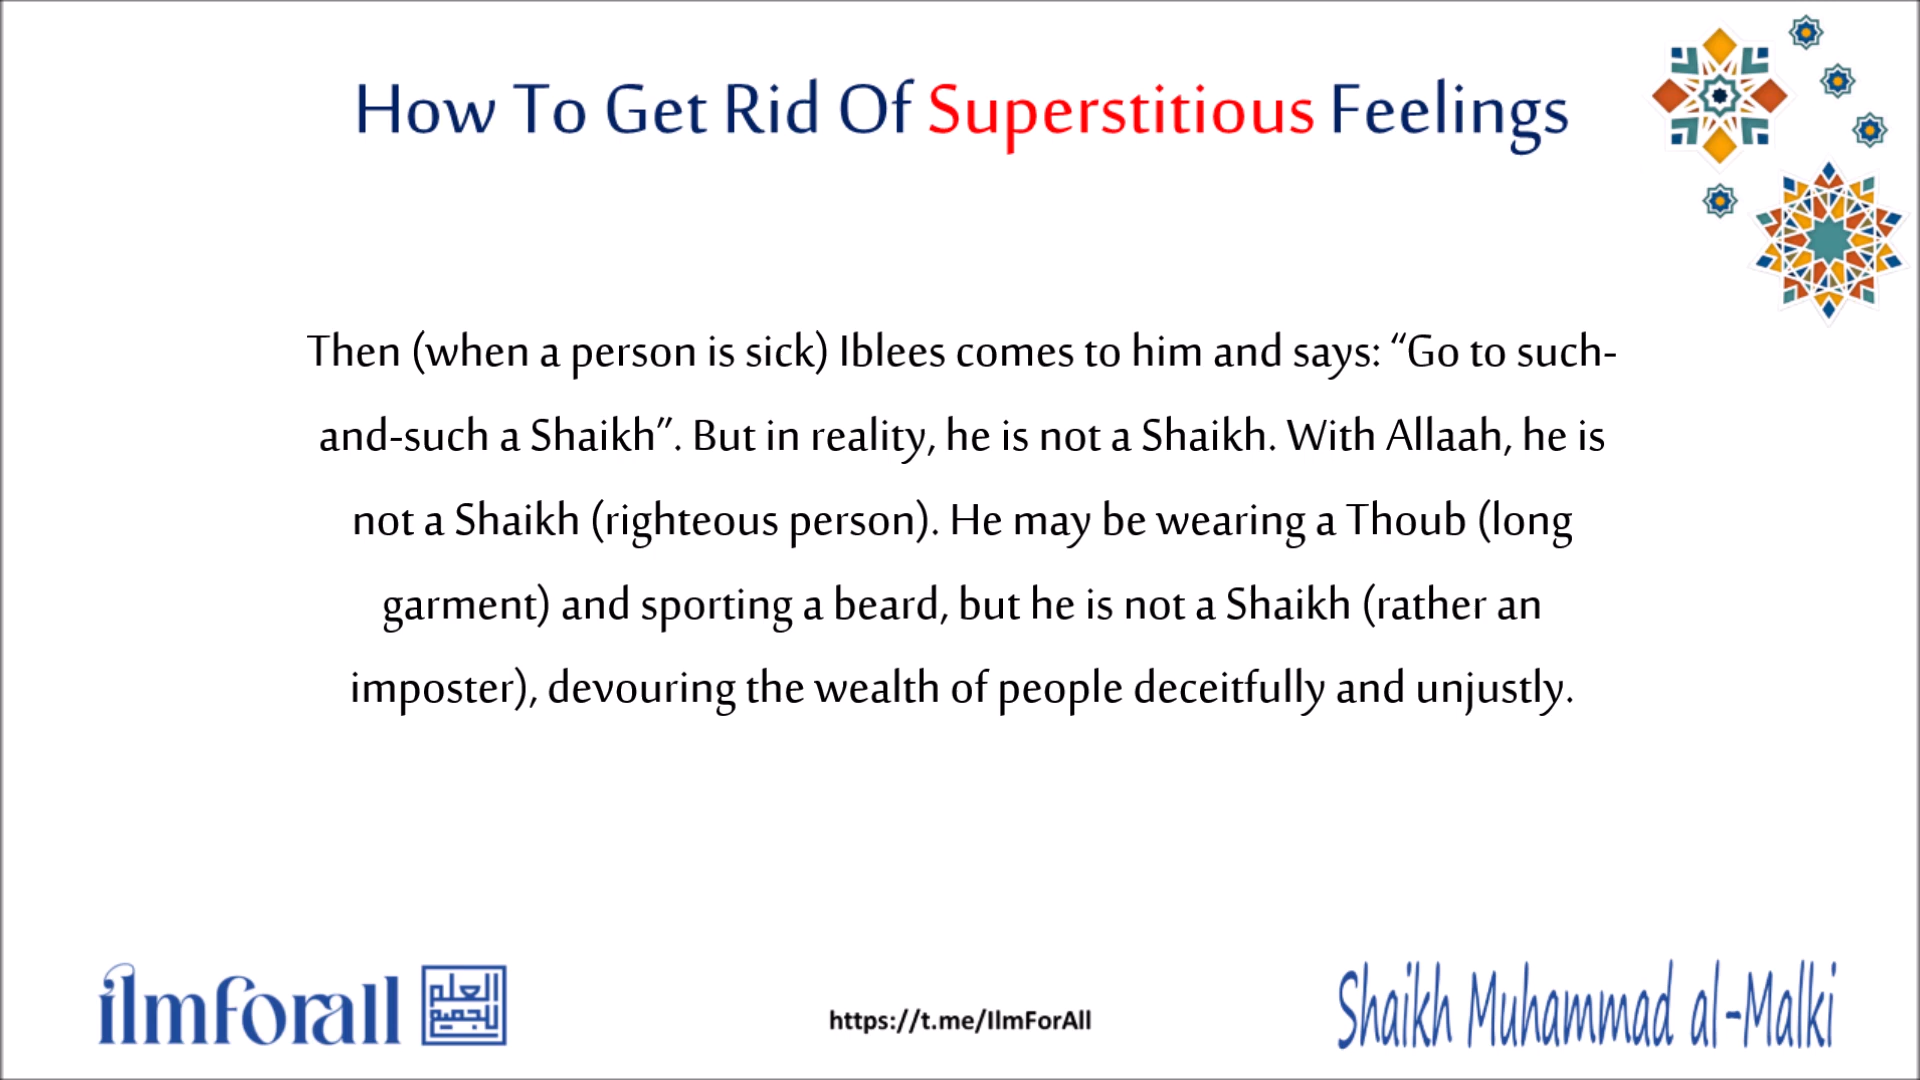 How To Get Rid Of Superstitious Feelings
Then (when a person is sick) Iblees comes to him and says: “Go to such-
and-such a Shaikh”. But in reality, he is not a Shaikh. With Allaah, he is
not a Shaikh (righteous person). He may be wearing a Thoub (long
garment) and sporting a beard, but he is not a Shaikh (rather an
imposter), devouring the wealth of people deceitfully and unjustly.
ilmforall
العلم
للجميع
https://t.me/IlmForAll
Shaikh Muhammad al-Malki